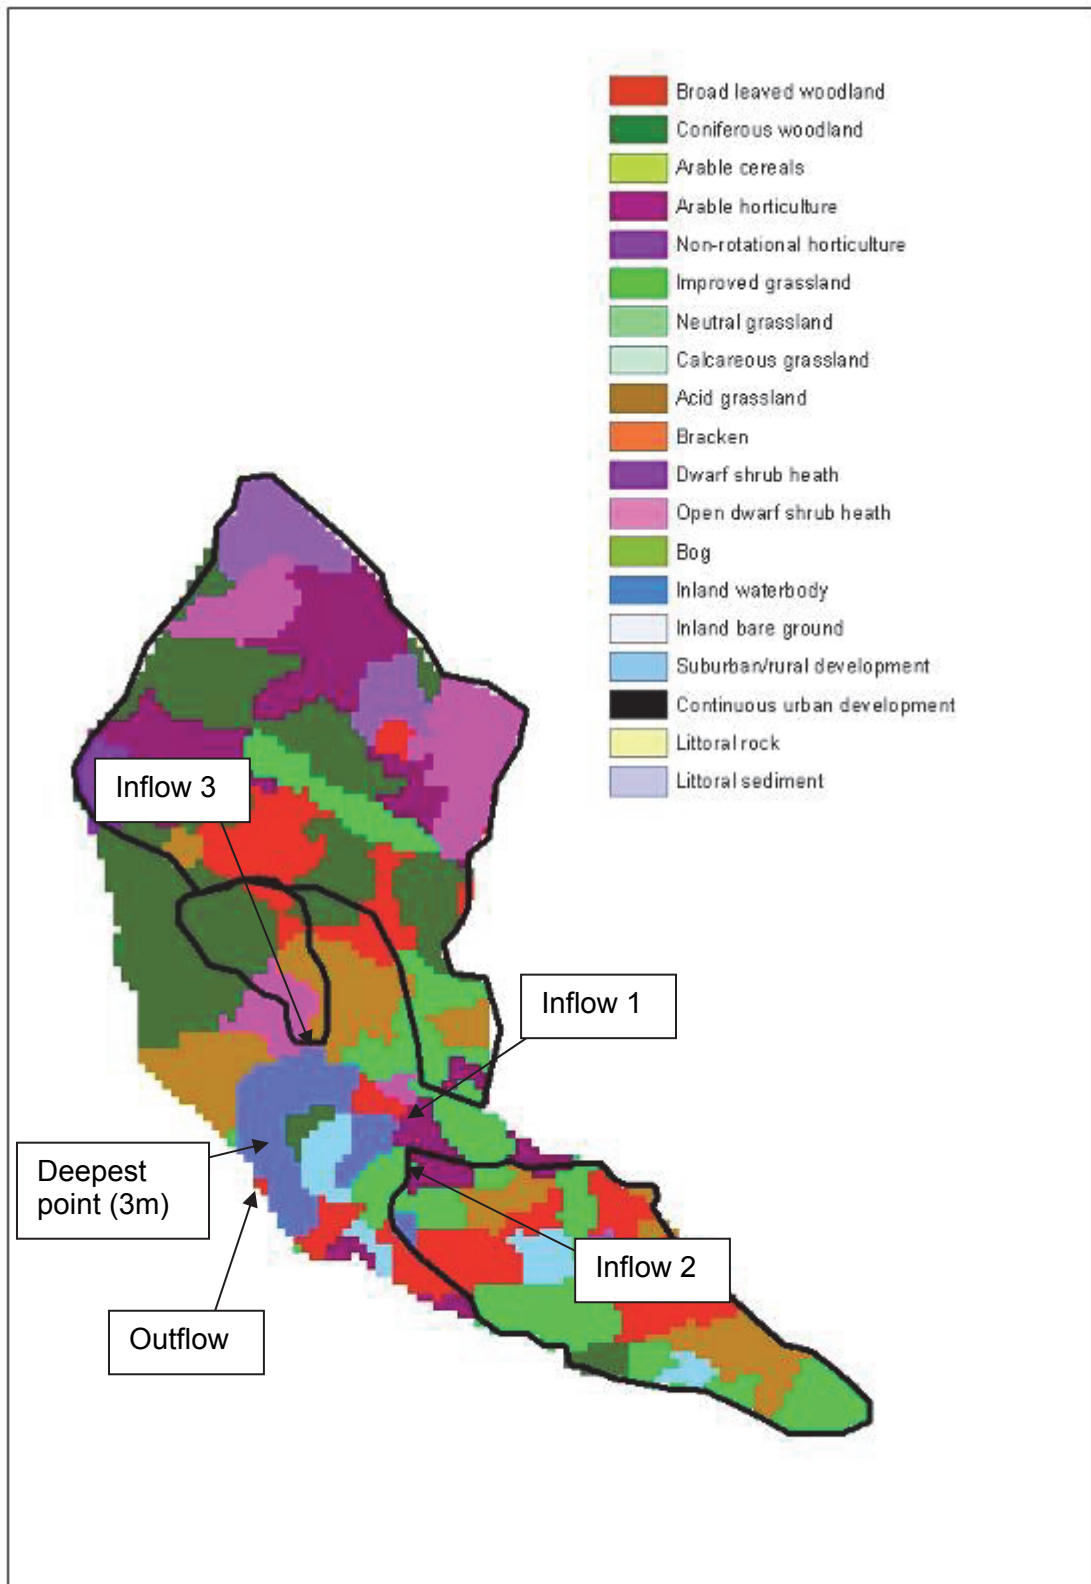 Broad leaved woodland
Coniferous woodland
Arable cereals
Arable horticulture
Non-rotational horticulture
Improved grassland
Neutral grassland
Calcareous grassland
Acid grassland
Bracken
Dwarf shrub heath
Open dwarf shrub heath
Bog
Inland waterbody
Inland bare ground
Suburban/rural development
Continuous urban development
Littoral rock
Littoral sediment
Inflow 3
Inflow 1
Deepest
point (3m)
Inflow 2
Outflow